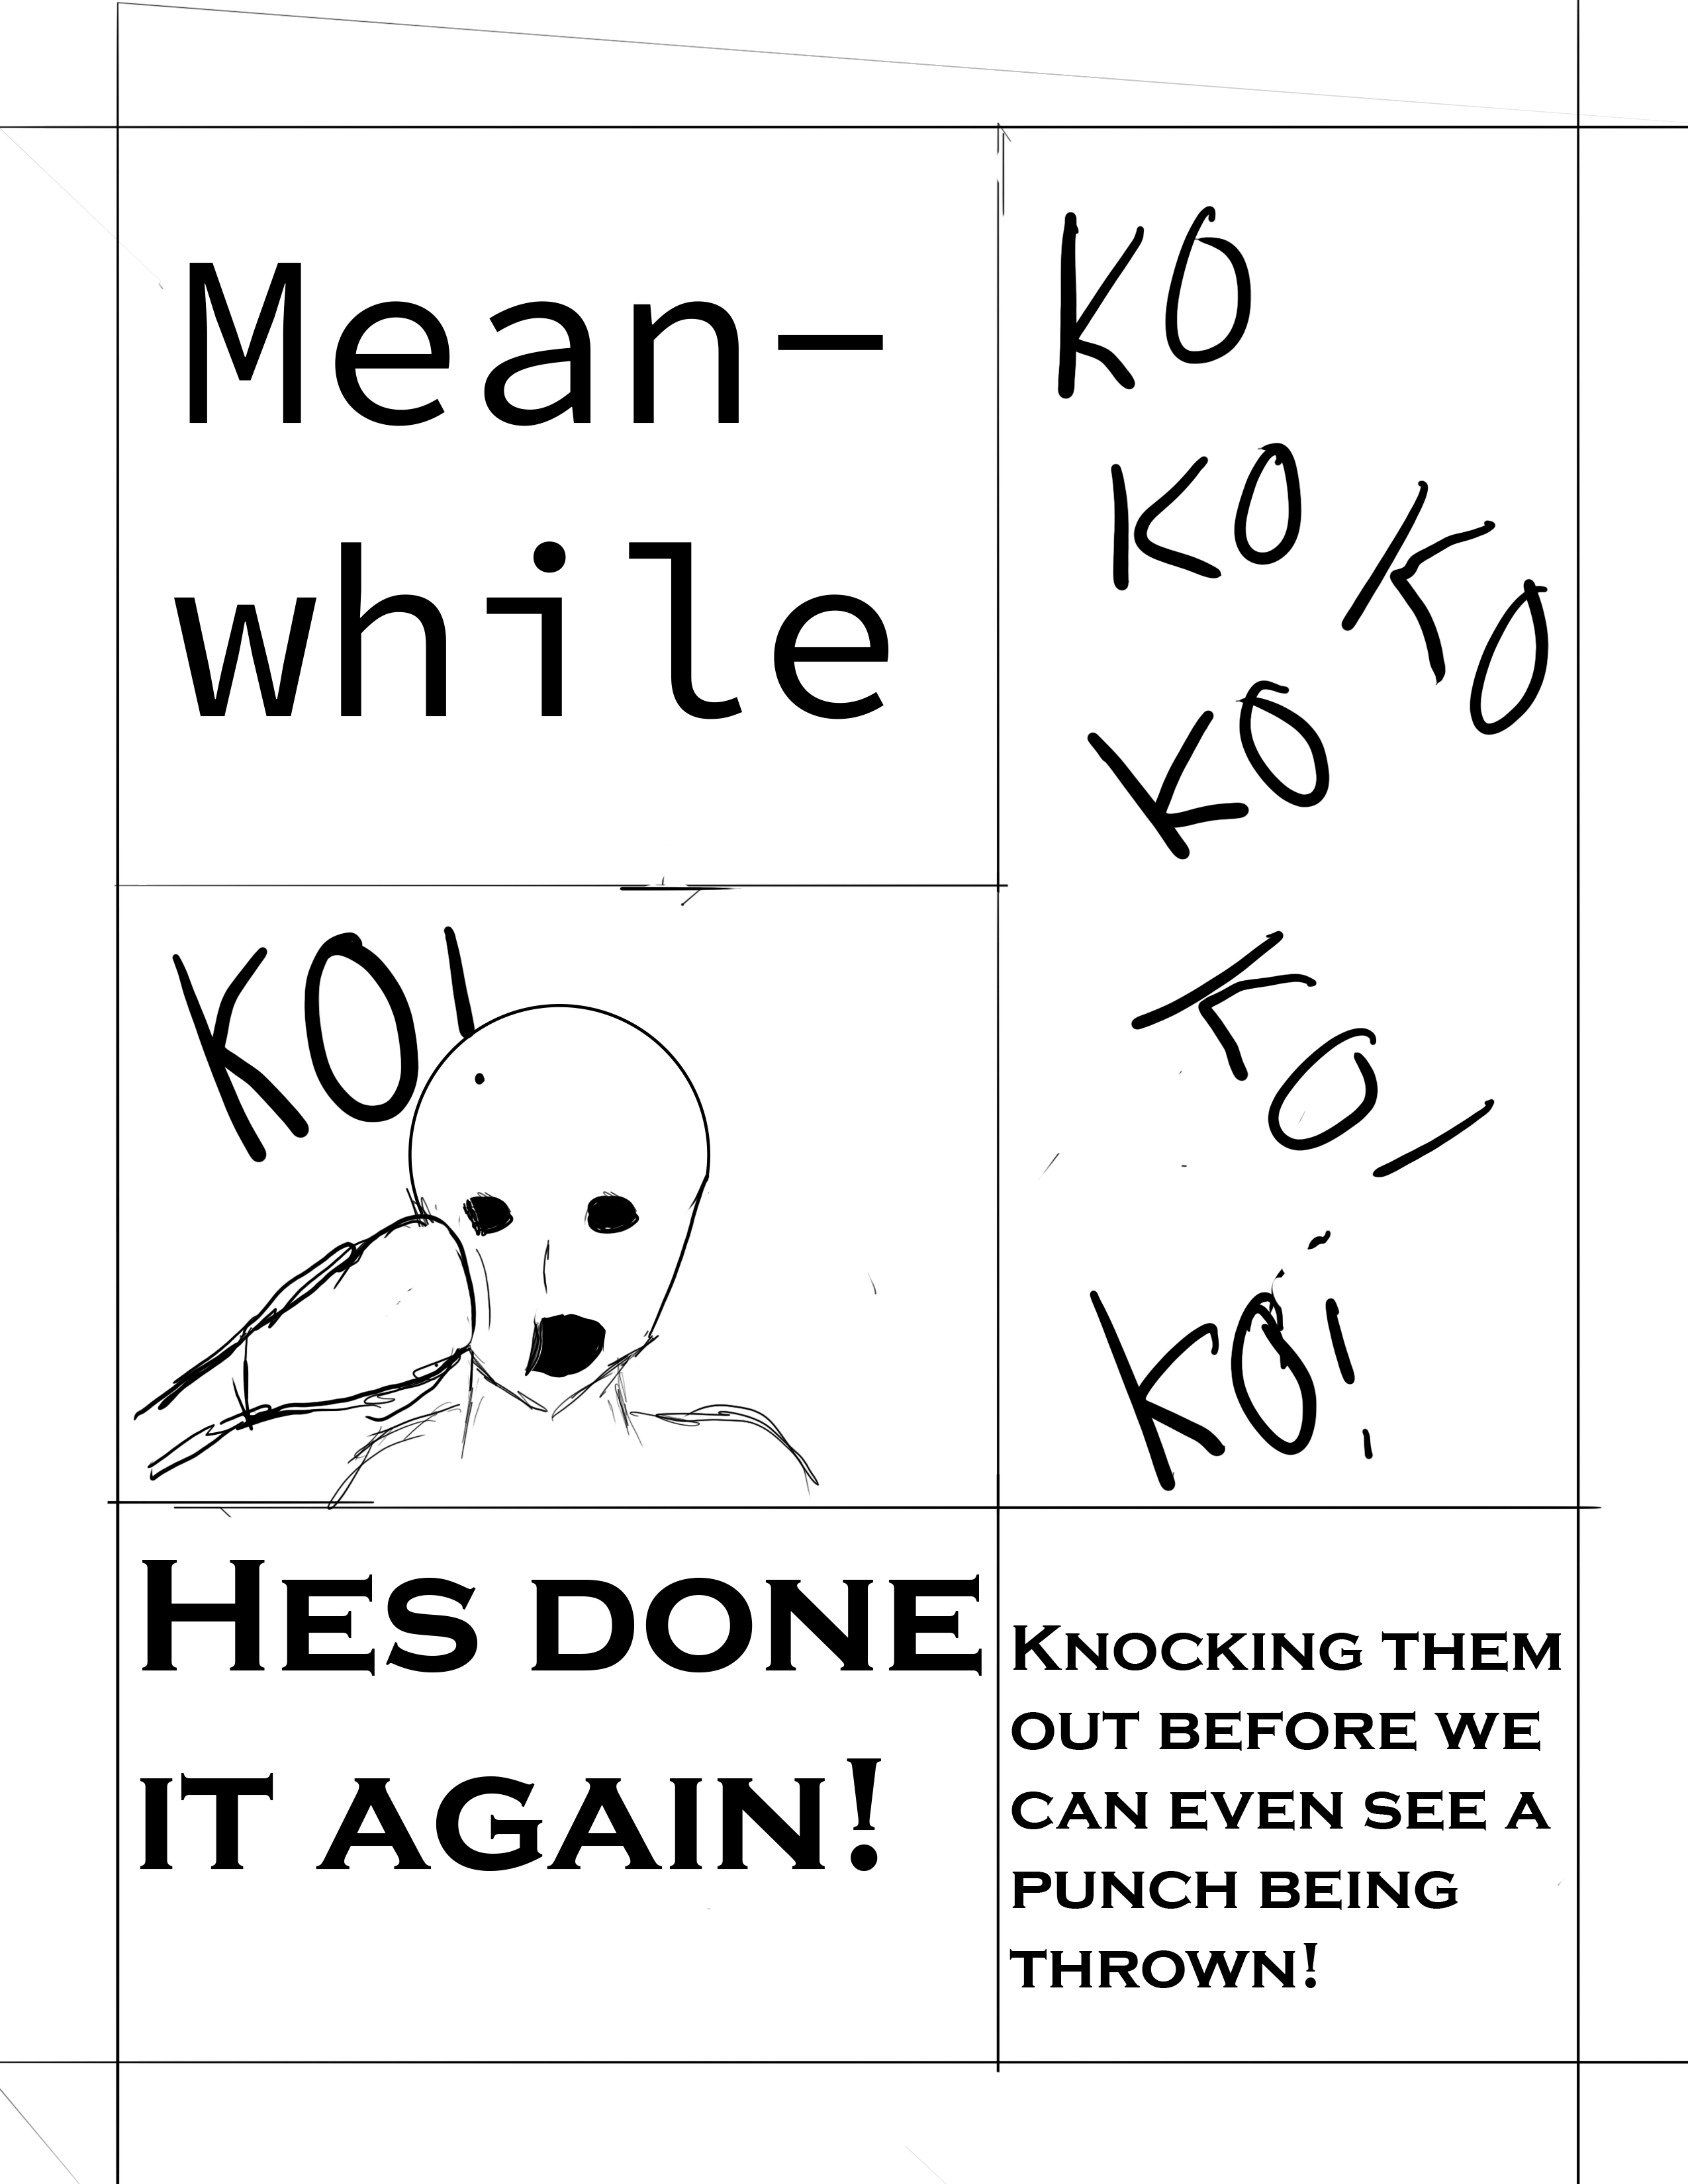 Mean-
while
KO
KO
KO
KO
KO!
KO!
KO!
HES DONE
IT AGAIN!
KNOCKING THEM
OUT BEFORE WE
CAN EVEN SEE A
PUNCH BEING
THROWN!